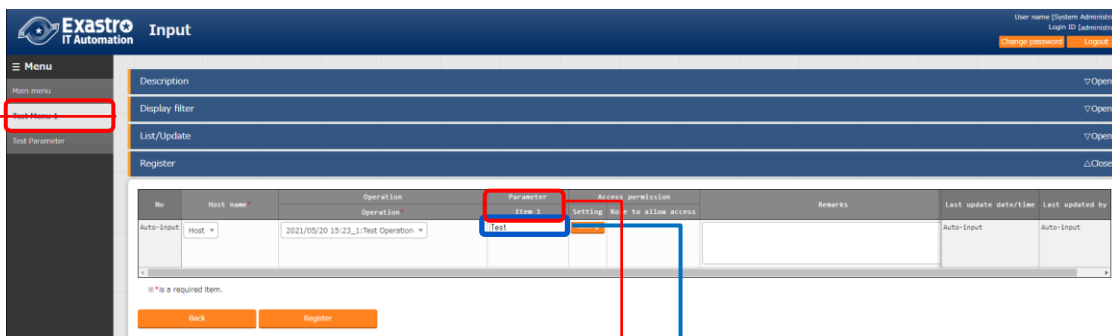 Exastro
IT Automation
Input
User name [System Administr
Login ID [administr
Change password
Logout
☰ Menu
Main menu
Test Menu 1
Test Parameter
Description
▽Open
Display filter
▽Open
List/Update
▽Open
Register
△Close
No
Host name*
Operation
Operation*
Parameter
Item 1
Access permission
Setting
Role to allow access
Remarks
Last update date/time
Last updated by
Auto-input
Host
2021/05/20 15:23_1:Test Operation
Test
Auto-input
Auto-input
※*is a required item.
Back
Register